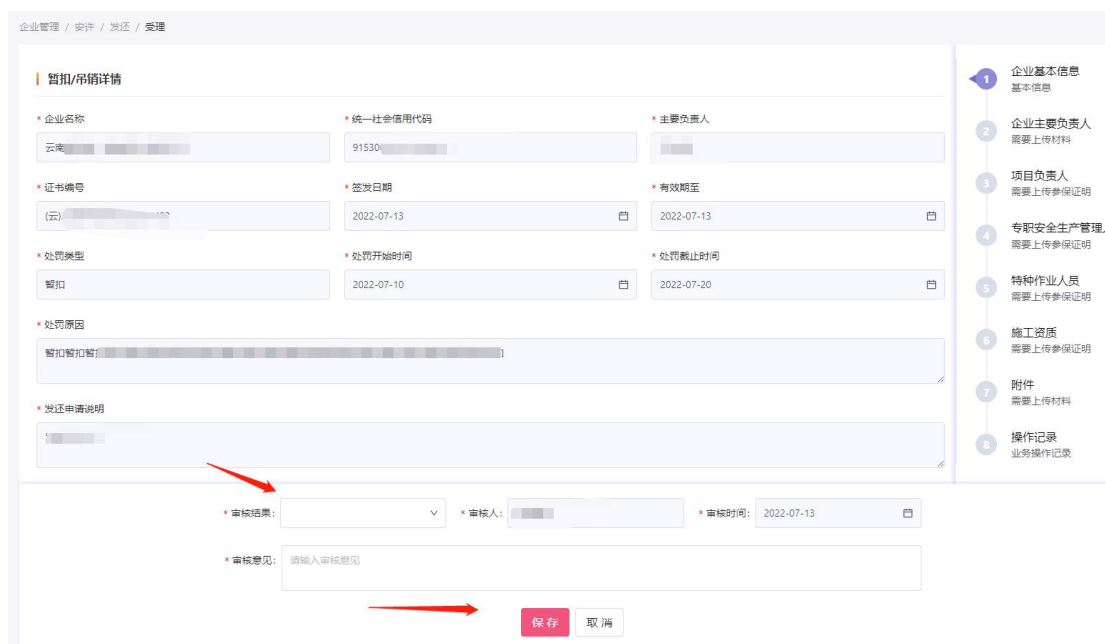 企业管理 / 安许 / 发还 / 受理
暂扣/吊销详情
* 企业名称
* 统一社会信用代码
* 主要负责人
云南
91530
* 证书编号
* 签发日期
* 有效期至
(云)
2022-07-13
2022-07-13
* 处罚类型
* 处罚开始时间
* 处罚截止时间
暂扣
2022-07-10
2022-07-20
* 处罚原因
暂扣暂扣暂
* 发还申请说明
* 审核结果:
* 审核人:
* 审核时间: 2022-07-13
* 审核意见: 请输入审核意见
保存 取消
1 企业基本信息
基本信息
2 企业主要负责人
需要上传材料
3 项目负责人
需要上传参保证明
4 专职安全生产管理
需要上传参保证明
5 特种作业人员
需要上传参保证明
6 施工资质
需要上传参保证明
7 附件
需要上传材料
8 操作记录
业务操作记录